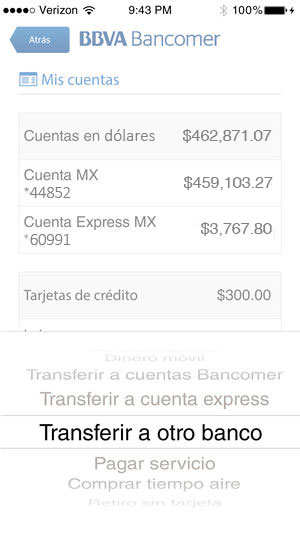 Verizon 9:43 PM 100%
Atrás BBVA Bancomer
Mis cuentas
Cuentas en dólares $462,871.07
Cuenta MX
*44852 $459,103.27
Cuenta Express MX
*60991 $3,767.80
Tarjetas de crédito $300.00
Dinero móvil
Transferir a cuentas Bancomer
Transferir a cuenta express
Transferir a otro banco
Pagar servicio
Comprar tiempo aire
Retiro sin tarjeta